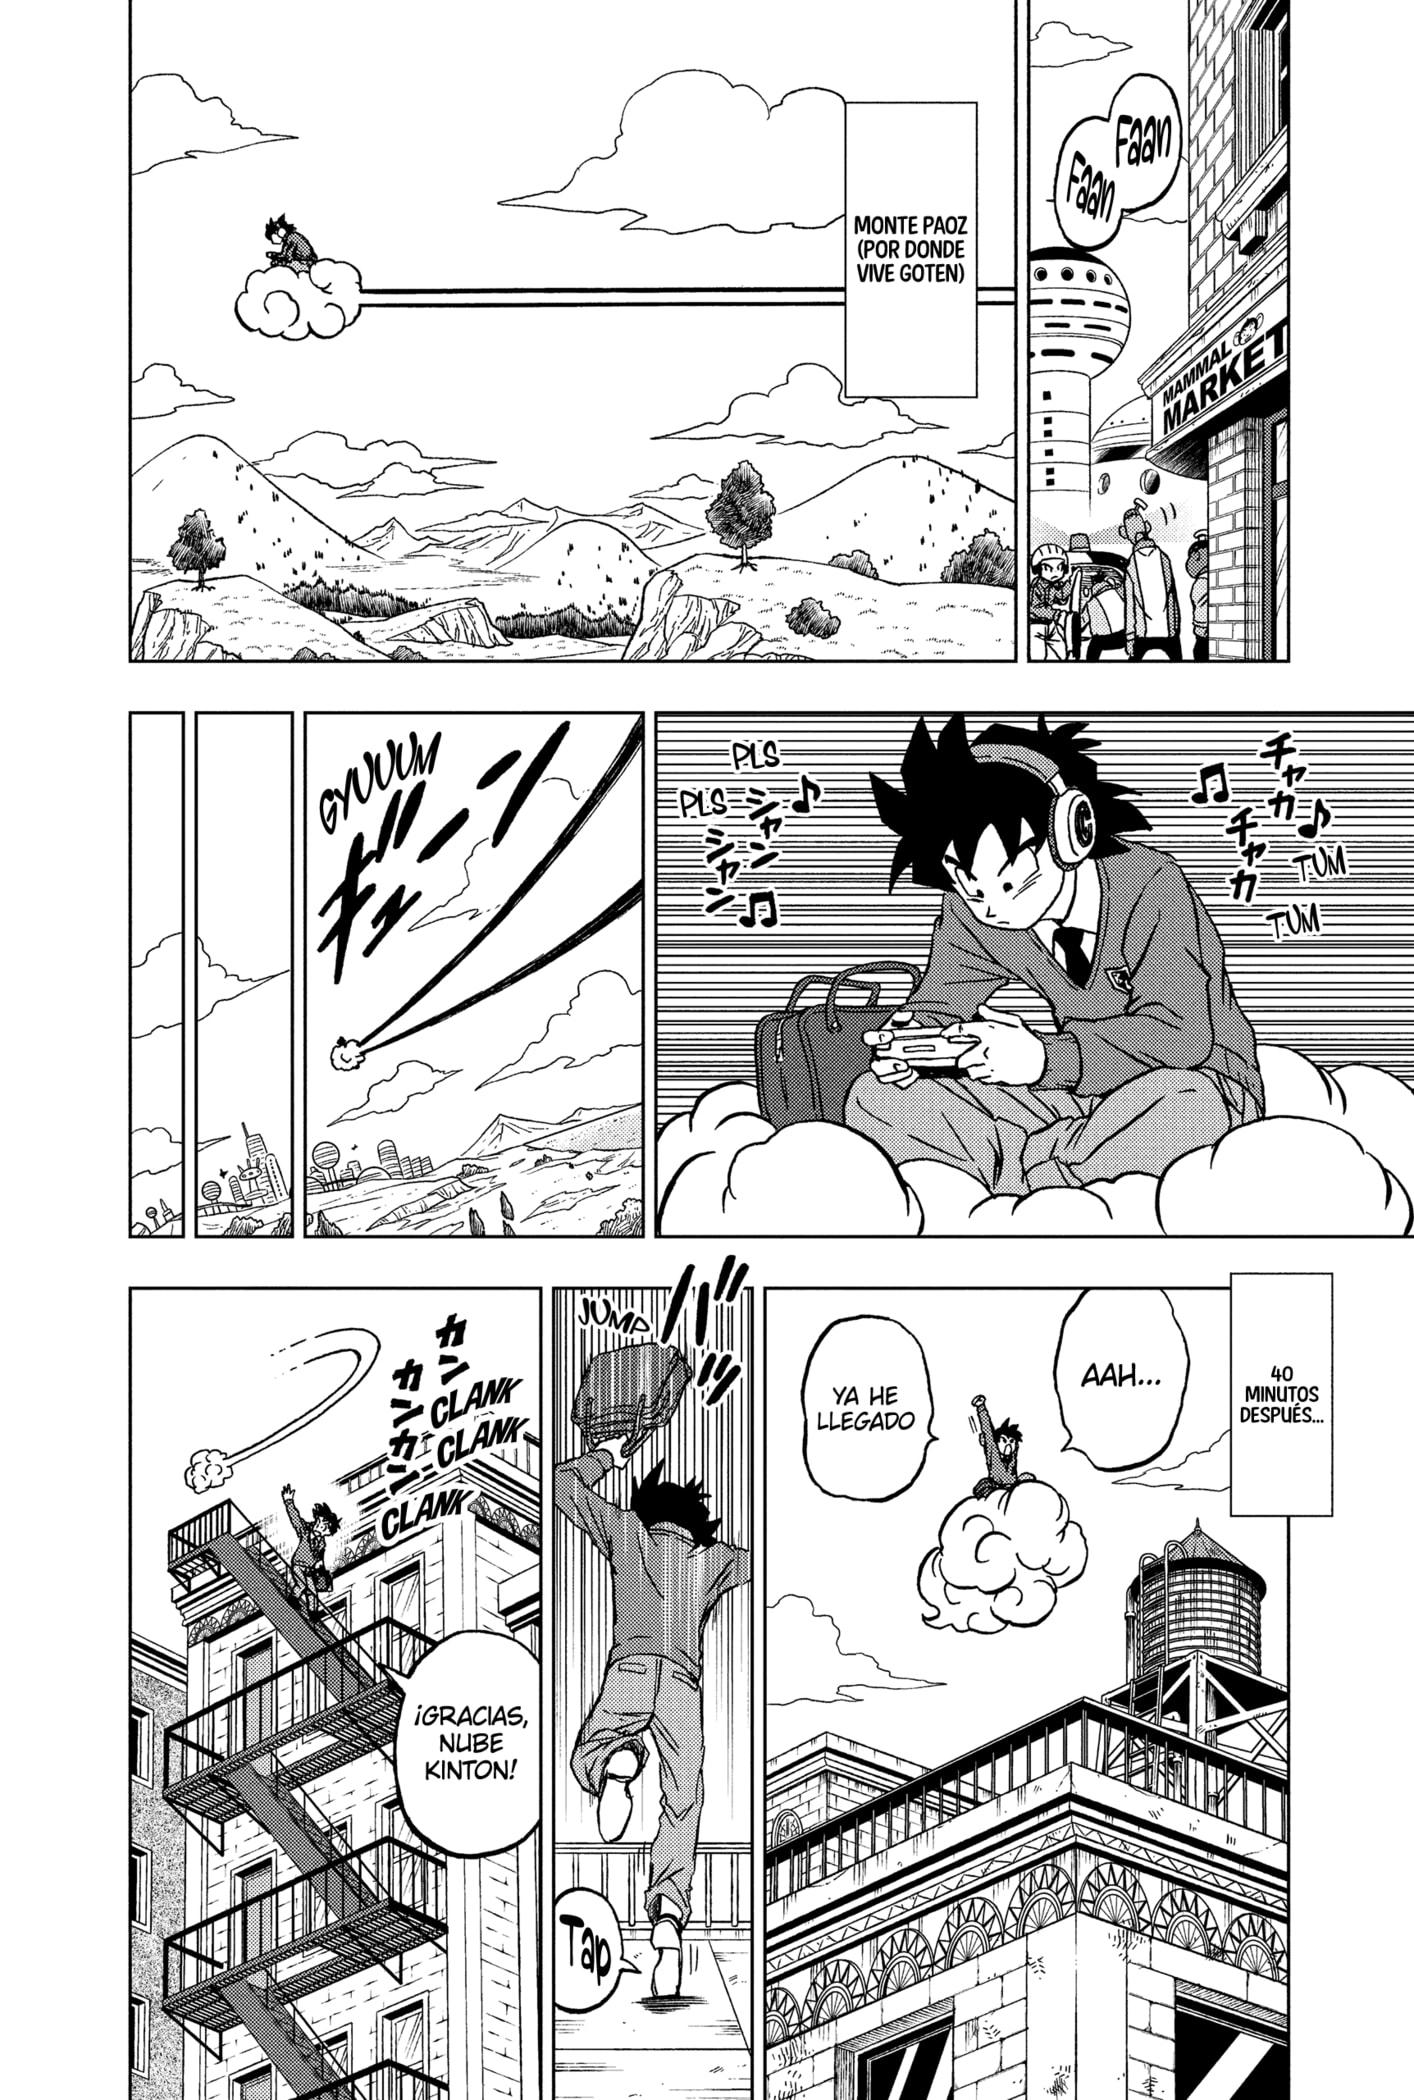 Faan
Faan
MAMMAL
MARKET
MONTE PAOZ
(POR DONDE
VIVE GOTEN)
チャカ
チャカ
TUM
TUM
PLS
PLS
シャン
シャン
C
GYUUUM
ギューン
40
MINUTOS
DESPUÉS...
AAH...
YA HE
LLEGADO
JUMP
バッ
Tap
カン
カン
カン
CLANK
CLANK
CLANK
¡GRACIAS,
NUBE
KINTON!